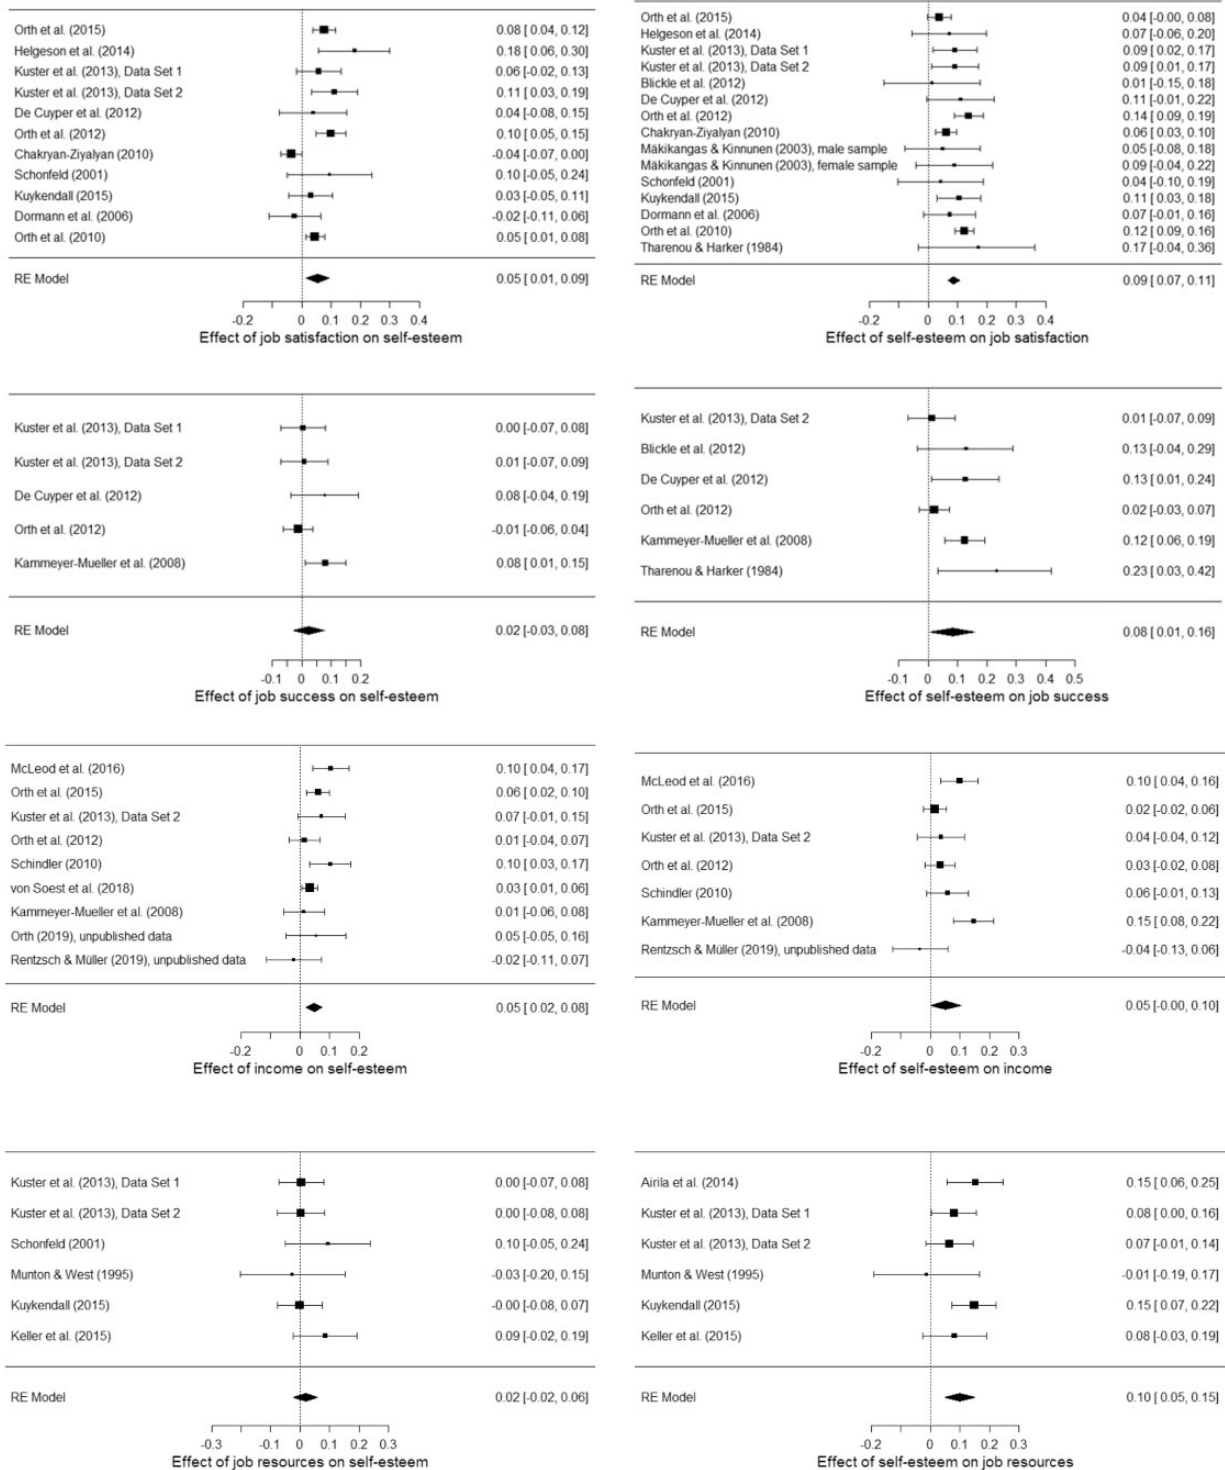 Orth et al. (2015) 0.08 [ 0.04, 0.12]
Helgeson et al. (2014) 0.18 [ 0.06, 0.30]
Kuster et al. (2013), Data Set 1 0.06 [-0.02, 0.13]
Kuster et al. (2013), Data Set 2 0.11 [ 0.03, 0.19]
De Cuyper et al. (2012) 0.04 [-0.08, 0.15]
Orth et al. (2012) 0.10 [ 0.05, 0.15]
Chakryan-Ziyalyan (2010) -0.04 [-0.07, 0.00]
Schonfeld (2001) 0.10 [-0.05, 0.24]
Kuykendall (2015) 0.03 [-0.05, 0.11]
Dormann et al. (2006) -0.02 [-0.11, 0.06]
Orth et al. (2010) 0.05 [ 0.01, 0.08]
RE Model 0.05 [ 0.01, 0.09]
-0.2 0 0.1 0.2 0.3 0.4
Effect of job satisfaction on self-esteem
Orth et al. (2015) 0.04 [-0.00, 0.08]
Helgeson et al. (2014) 0.07 [-0.06, 0.20]
Kuster et al. (2013), Data Set 1 0.09 [ 0.02, 0.17]
Kuster et al. (2013), Data Set 2 0.09 [ 0.01, 0.17]
Blickle et al. (2012) 0.01 [-0.15, 0.18]
De Cuyper et al. (2012) 0.11 [-0.01, 0.22]
Orth et al. (2012) 0.14 [ 0.09, 0.19]
Chakryan-Ziyalyan (2010) 0.06 [ 0.03, 0.10]
Mäkikangas & Kinnunen (2003), male sample 0.05 [-0.08, 0.18]
Mäkikangas & Kinnunen (2003), female sample 0.09 [-0.04, 0.22]
Schonfeld (2001) 0.04 [-0.10, 0.19]
Kuykendall (2015) 0.11 [ 0.03, 0.18]
Dormann et al. (2006) 0.07 [-0.01, 0.16]
Orth et al. (2010) 0.12 [ 0.09, 0.16]
Tharenou & Harker (1984) 0.17 [-0.04, 0.36]
RE Model 0.09 [ 0.07, 0.11]
-0.2 0 0.1 0.2 0.3 0.4
Effect of self-esteem on job satisfaction
Kuster et al. (2013), Data Set 1 0.00 [-0.07, 0.08]
Kuster et al. (2013), Data Set 2 0.01 [-0.07, 0.09]
De Cuyper et al. (2012) 0.08 [-0.04, 0.19]
Orth et al. (2012) -0.01 [-0.06, 0.04]
Kammeyer-Mueller et al. (2008) 0.08 [ 0.01, 0.15]
RE Model 0.02 [-0.03, 0.08]
-0.1 0 0.1 0.2
Effect of job success on self-esteem
Kuster et al. (2013), Data Set 2 0.01 [-0.07, 0.09]
Blickle et al. (2012) 0.13 [-0.04, 0.29]
De Cuyper et al. (2012) 0.13 [ 0.01, 0.24]
Orth et al. (2012) 0.02 [-0.03, 0.07]
Kammeyer-Mueller et al. (2008) 0.12 [ 0.06, 0.19]
Tharenou & Harker (1984) 0.23 [ 0.03, 0.42]
RE Model 0.08 [ 0.01, 0.16]
-0.1 0 0.1 0.3 0.5
Effect of self-esteem on job success
McLeod et al. (2016) 0.10 [ 0.04, 0.17]
Orth et al. (2015) 0.06 [ 0.02, 0.10]
Kuster et al. (2013), Data Set 2 0.07 [-0.01, 0.15]
Orth et al. (2012) 0.01 [-0.04, 0.07]
Schindler (2010) 0.10 [ 0.03, 0.17]
von Soest et al. (2018) 0.03 [ 0.01, 0.06]
Kammeyer-Mueller et al. (2008) 0.01 [-0.06, 0.08]
Orth (2019), unpublished data 0.05 [-0.05, 0.16]
Rentzsch & Müller (2019), unpublished data -0.02 [-0.11, 0.07]
RE Model 0.05 [ 0.02, 0.08]
-0.2 0 0.1 0.2
Effect of income on self-esteem
McLeod et al. (2016) 0.10 [ 0.04, 0.16]
Orth et al. (2015) 0.02 [-0.02, 0.06]
Kuster et al. (2013), Data Set 2 0.04 [-0.04, 0.12]
Orth et al. (2012) 0.03 [-0.02, 0.08]
Schindler (2010) 0.06 [-0.01, 0.13]
Kammeyer-Mueller et al. (2008) 0.15 [ 0.08, 0.22]
Rentzsch & Müller (2019), unpublished data -0.04 [-0.13, 0.06]
RE Model 0.05 [-0.00, 0.10]
-0.2 0 0.1 0.2 0.3
Effect of self-esteem on income
Kuster et al. (2013), Data Set 1 0.00 [-0.07, 0.08]
Kuster et al. (2013), Data Set 2 0.00 [-0.08, 0.08]
Schonfeld (2001) 0.10 [-0.05, 0.24]
Munton & West (1995) -0.03 [-0.20, 0.15]
Kuykendall (2015) -0.00 [-0.08, 0.07]
Keller et al. (2015) 0.09 [-0.02, 0.19]
RE Model 0.02 [-0.02, 0.06]
-0.3 -0.1 0 0.1 0.2 0.3
Effect of job resources on self-esteem
Airila et al. (2014) 0.15 [ 0.06, 0.25]
Kuster et al. (2013), Data Set 1 0.08 [ 0.00, 0.16]
Kuster et al. (2013), Data Set 2 0.07 [-0.01, 0.14]
Munton & West (1995) -0.01 [-0.19, 0.17]
Kuykendall (2015) 0.15 [ 0.07, 0.22]
Keller et al. (2015) 0.08 [-0.03, 0.19]
RE Model 0.10 [ 0.05, 0.15]
-0.2 0 0.1 0.2 0.3
Effect of self-esteem on job resources